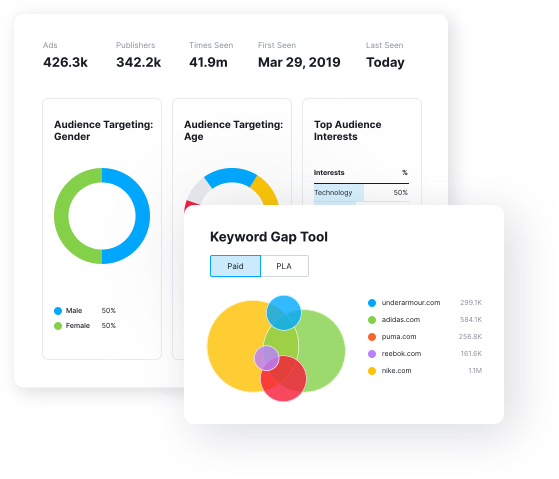 Ads Publishers Times Seen First Seen Last Seen
426.3k 342.2k 41.9m Mar 29, 2019 Today
Audience Targeting:
Gender
Male 50%
Female 50%
Audience Targeting:
Age
Top Audience
Interests
Interests %
Technology 50%
Keyword Gap Tool
Paid PLA
underarmour.com 299.1K
adidas.com 584.1K
puma.com 256.8K
reebok.com 161.6K
nike.com 1.1M